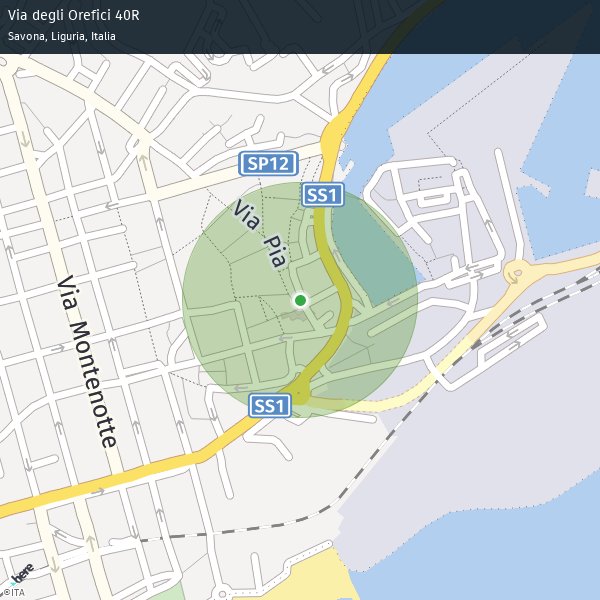 Via degli Orefici 40R
Savona, Liguria, Italia
SP12
SS1
Via Pia
Via Montenotte
SS1
here
©ITA